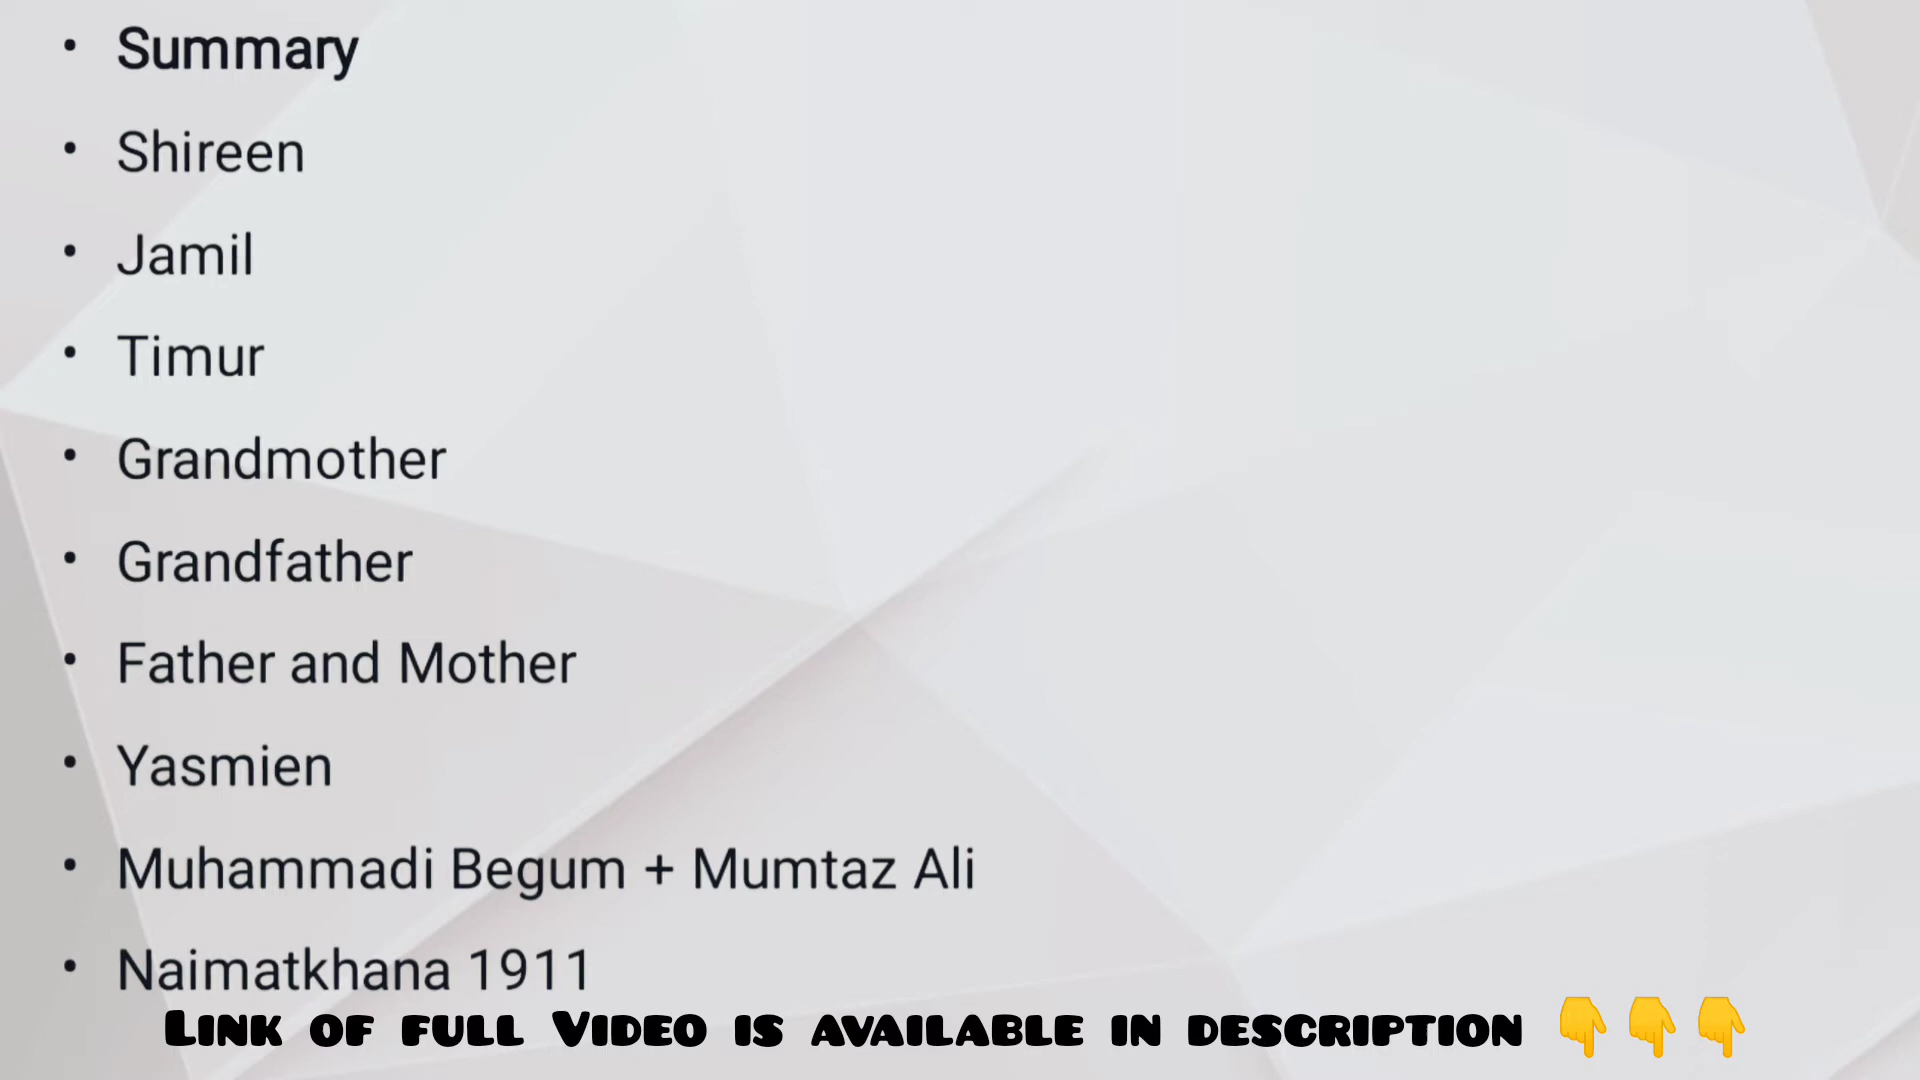 • Summary
• Shireen
• Jamil
• Timur
• Grandmother
• Grandfather
• Father and Mother
• Yasmien
• Muhammadi Begum + Mumtaz Ali
• Naimatkhana 1911
Link of full Video is available in description 👇👇👇